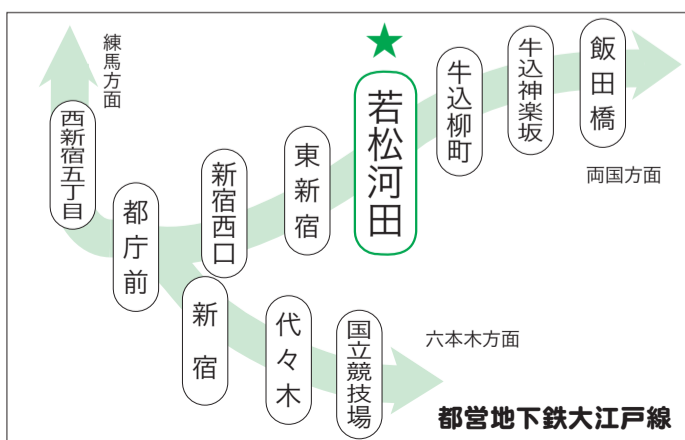 練馬方面
西新宿五丁目
都庁前
新宿西口
東新宿
★
若松河田
牛込柳町
牛込神楽坂
飯田橋
両国方面
新宿
代々木
国立競技場
六本木方面
都営地下鉄大江戸線